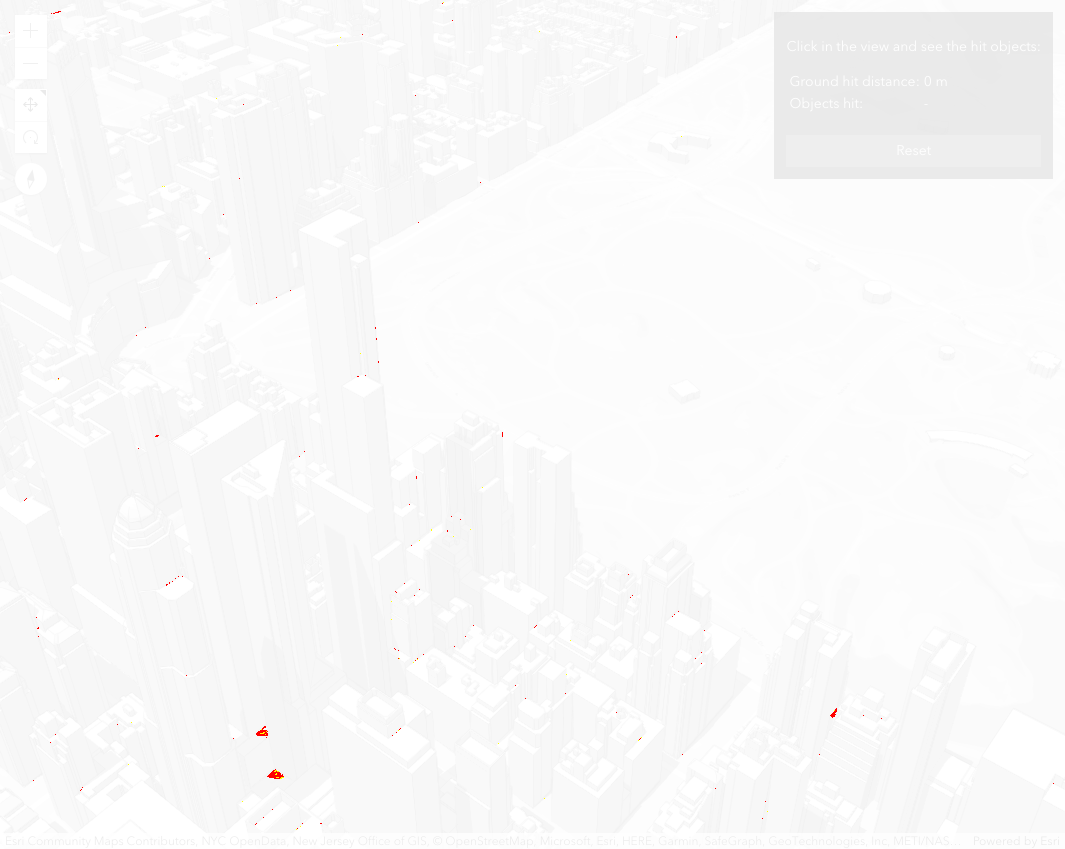 Click in the view and see the hit objects:
Ground hit distance: 0 m
Objects hit: -
Reset
Esri Community Maps Contributors, NYC OpenData, New Jersey Office of GIS, © OpenStreetMap, Microsoft, Esri, HERE, Garmin, SafeGraph, GeoTechnologies, Inc, METI/NAS... Powered by Esri